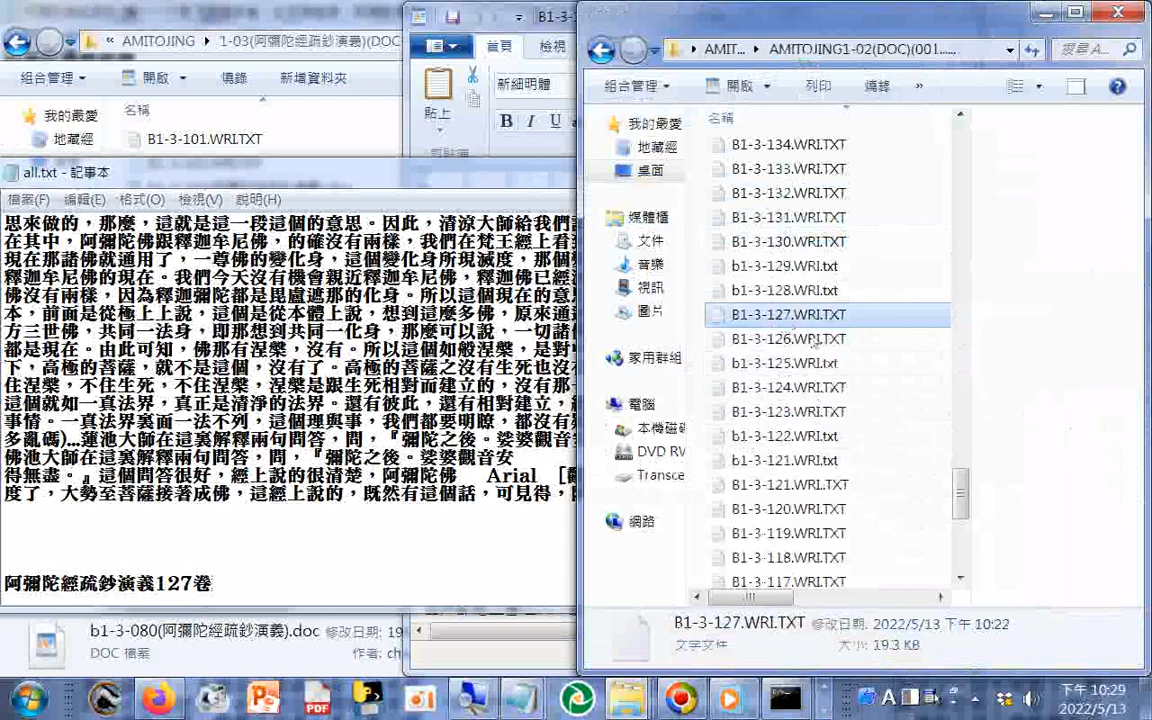 AMITOJING
1-03(阿彌陀經疏鈔演義)(DOC
組合管理
開啟
燒錄
新增資料夾
我的最愛
地藏經
名稱
B1-3-101.WRI.TXT
B1-3-1
首頁
檢視
貼上
新細明體
B I U
all.txt - 記事本
檔案(F) 編輯(E) 格式(O) 檢視(V) 說明(H)
思來做的，那麼，這就是這一段這個的意思。因此，清涼大師給我們
在其中，阿彌陀佛跟釋迦牟尼佛，的確沒有兩樣，我們在梵王經上看
現在那諸佛就通用了，一尊佛的變化身，這個變化身所現滅度，那個
釋迦牟尼佛的現在。我們今天沒有機會親近釋迦牟尼佛，釋迦佛已經
佛沒有兩樣，因為釋迦彌陀都是毘盧遮那的化身。所以這個現在的意
本，前面是從極上上說，這個是從本體上說，想到這麼多佛，原來通
方三世佛，共同一法身，即那想到共同一化身，那麼可以說，一切諸
都是現在。由此可知，佛那有涅槃，沒有。所以這個如般涅槃，是對
下，高極的菩薩，就不是這個，沒有了。高極的菩薩之沒有生死也沒
住涅槃，不住生死，不住涅槃，涅槃是跟生死相對而建立的，沒有那
這個就如一真法界，真正是清淨的法界。還有彼此，還有相對建立，
事情。一真法界裏面一法不列，這個理與事，我們都要明瞭，都沒有
多亂碼)...蓮池大師在這裏解釋兩句問答，問，『彌陀之後。娑婆觀音
佛池大師在這裏解釋兩句問答，問，『彌陀之後。娑婆觀音安
得無盡。』這個問答很好，經上說的很清楚，阿彌陀佛 Arial
度了，大勢至菩薩接著成佛，這經上說的，既然有這個話，可見得，
阿彌陀經疏鈔演義127卷
b1-3-080(阿彌陀經疏鈔演義).doc 修改日期: 19
DOC 檔案
作者: ch
AMIT... AMITOJING1-02(DOC)(001......
搜尋 A...
組合管理 開啟 列印 燒錄 »
我的最愛
地藏經
桌面
媒體櫃
文件
音樂
視訊
圖片
家用群組
電腦
本機磁碟
DVD RW
Transce
網路
名稱
B1-3-134.WRI.TXT
B1-3-133.WRI.TXT
B1-3-132.WRI.TXT
B1-3-131.WRI.TXT
B1-3-130.WRI.TXT
b1-3-129.WRI.txt
b1-3-128.WRI.txt
B1-3-127.WRI.TXT
B1-3-126.WRI.TXT
b1-3-125.WRI.txt
B1-3-124.WRI.TXT
B1-3-123.WRI.TXT
b1-3-122.WRI.txt
b1-3-121.WRI.txt
B1-3-121.WRI.TXT
B1-3-120.WRI.TXT
B1-3-119.WRI.TXT
B1-3-118.WRI.TXT
B1-3-117.WRI.TXT
B1-3-127.WRI.TXT 修改日期: 2022/5/13 下午 10:22
文字文件
大小: 19.3 KB
PDF
A
下午 10:29
2022/5/13